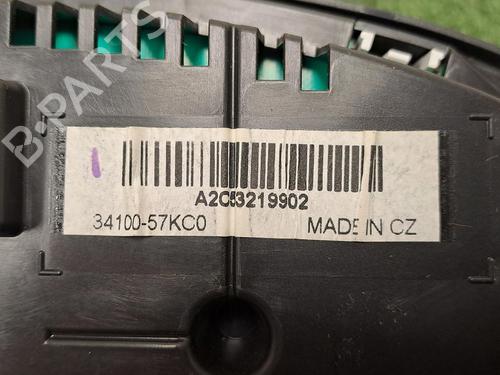 B-PARTS
A2C53219902
34100-57KC0
MADE IN CZ